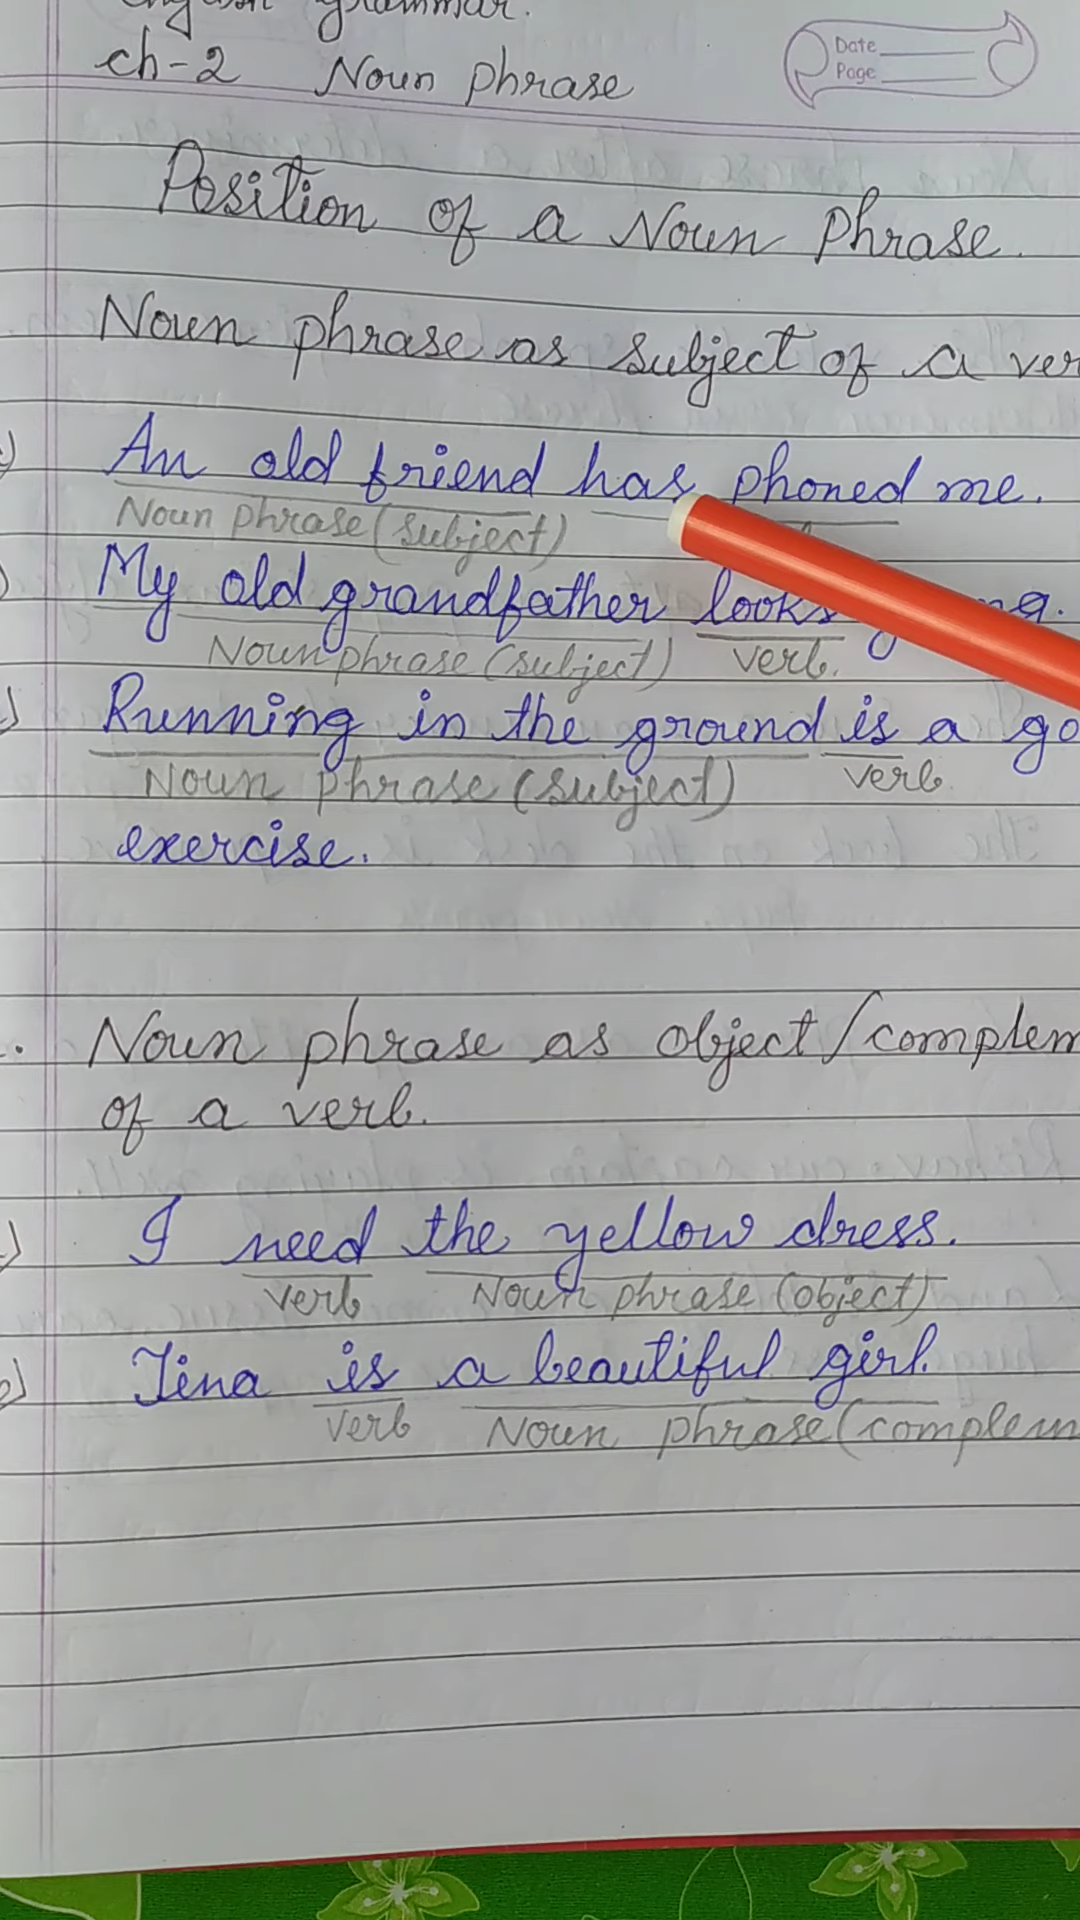 English grammar.
ch-2 Noun phrase
Date
Page
Position of a Noun Phrase.
Noun phrase as subject of a
An old friend has phoned me.
Noun phrase (subject)
My old grandfather looks
Noun phrase (subject) verb.
Running in the ground is a
Noun phrase (subject) verb.
exercise.
Noun phrase as object/
of a verb.
I need the yellow dress.
verb Noun phrase (object)
Tina is a beautiful girl.
verb Noun phrase (